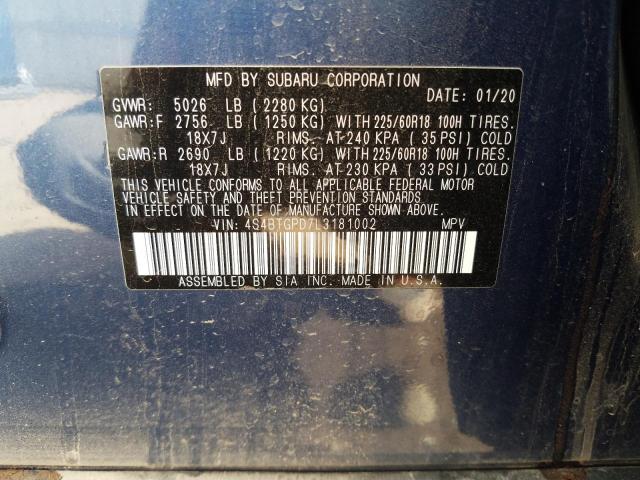 MFD BY SUBARU CORPORATION
DATE: 01/20
GVWR: 5026 LB (2280 KG)
GAWR:F 2756 LB (1250 KG) WITH 225/60R18 100H TIRES.
18X7J RIMS. AT 240 KPA (35 PSI) COLD
GAWR:R 2690 LB (1220 KG) WITH 225/60R18 100H TIRES.
18X7J RIMS. AT 230 KPA (33 PSI) COLD
THIS VEHICLE CONFORMS TO ALL APPLICABLE FEDERAL MOTOR
VEHICLE SAFETY AND THEFT PREVENTION STANDARDS
IN EFFECT ON THE DATE OF MANUFACTURE SHOWN ABOVE.
VIN: 4S4BTGPD7L3181002 MPV
ASSEMBLED BY SIA INC. MADE IN U.S.A.